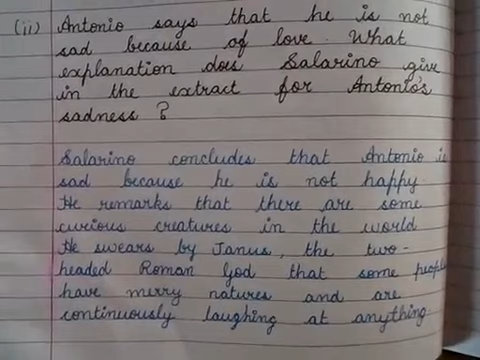 (ii) Antonio says that he is not
sad because of love. What
explanation does Salarino give
in the extract for Antonio's
sadness ?
Salarino concludes that Antonio is
sad because he is not happy.
He remarks that there are some
curious creatures in the world
He swears by Janus, the two-
headed Roman God that some people
have merry natures and are
continuously laughing at anything